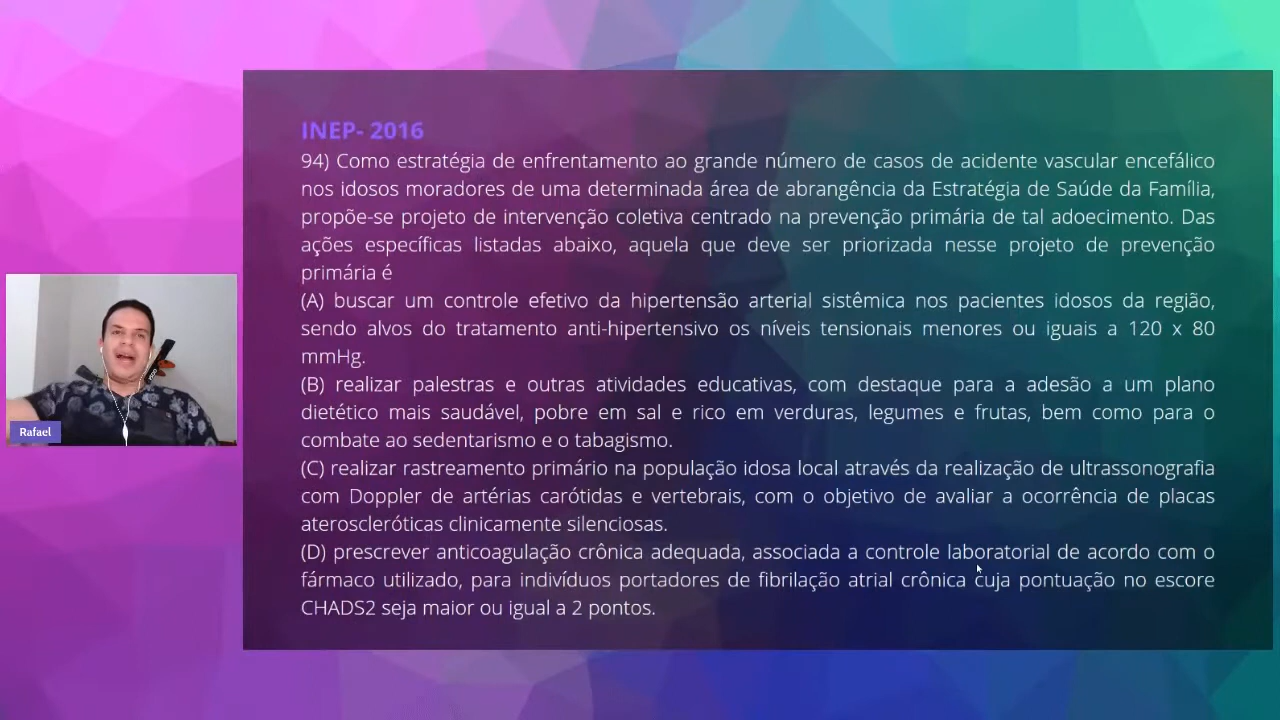 INEP- 2016
94) Como estratégia de enfrentamento ao grande número de casos de acidente vascular encefálico
nos idosos moradores de uma determinada área de abrangência da Estratégia de Saúde da Família,
propõe-se projeto de intervenção coletiva centrado na prevenção primária de tal adoecimento. Das
ações específicas listadas abaixo, aquela que deve ser priorizada nesse projeto de prevenção
primária é
(A) buscar um controle efetivo da hipertensão arterial sistêmica nos pacientes idosos da região,
sendo alvos do tratamento anti-hipertensivo os níveis tensionais menores ou iguais a 120 x 80
mmHg.
(B) realizar palestras e outras atividades educativas, com destaque para a adesão a um plano
dietético mais saudável, pobre em sal e rico em verduras, legumes e frutas, bem como para o
combate ao sedentarismo e o tabagismo.
(C) realizar rastreamento primário na população idosa local através da realização de ultrassonografia
com Doppler de artérias carótidas e vertebrais, com o objetivo de avaliar a ocorrência de placas
ateroscleróticas clinicamente silenciosas.
(D) prescrever anticoagulação crônica adequada, associada a controle laboratorial de acordo com o
fármaco utilizado, para indivíduos portadores de fibrilação atrial crônica cuja pontuação no escore
CHADS2 seja maior ou igual a 2 pontos.
Rafael